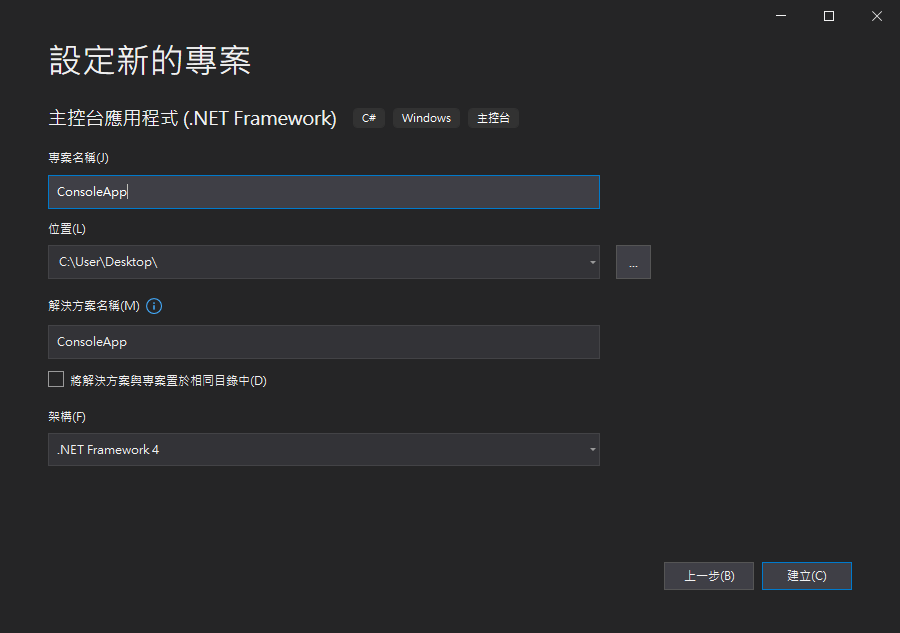 設定新的專案
主控台應用程式 (.NET Framework) C# Windows 主控台
專案名稱(J)
ConsoleApp
位置(L)
C:\User\Desktop\
...
解決方案名稱(M)
ConsoleApp
將解決方案與專案置於相同目錄中(D)
架構(F)
.NET Framework 4
上一步(B) 建立(C)